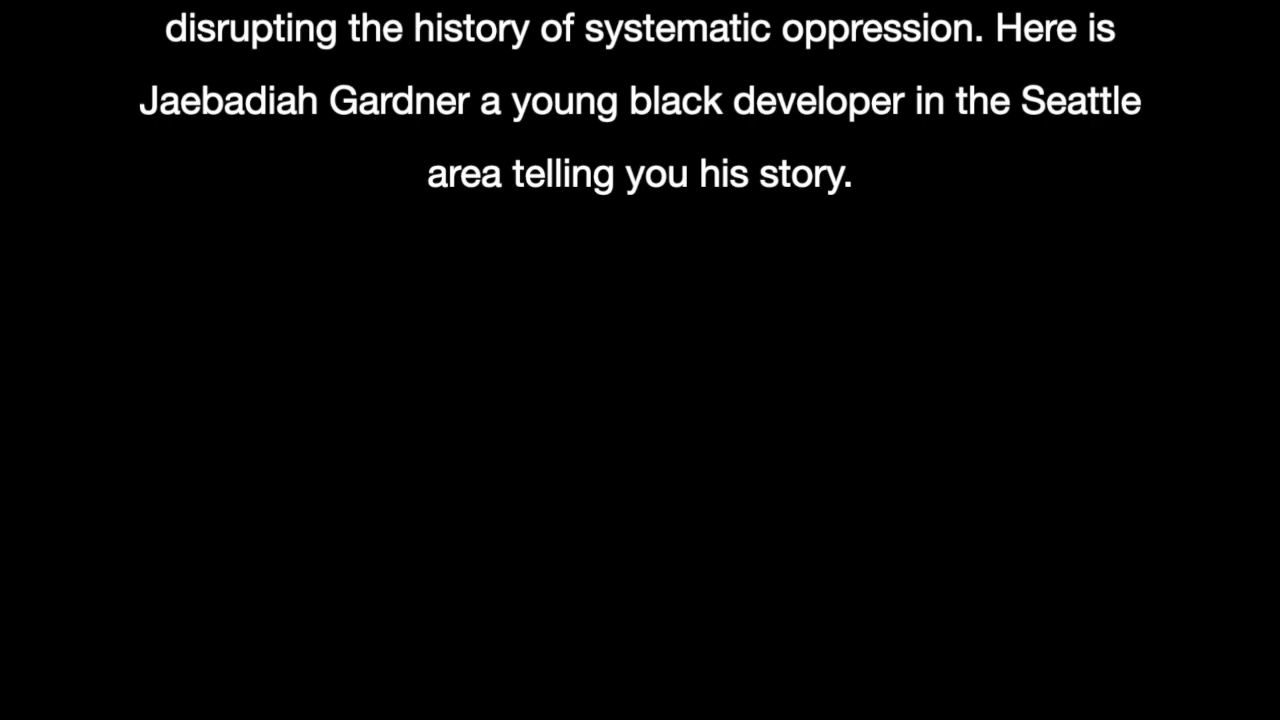 disrupting the history of systematic oppression. Here is
Jaebadiah Gardner a young black developer in the Seattle
area telling you his story.